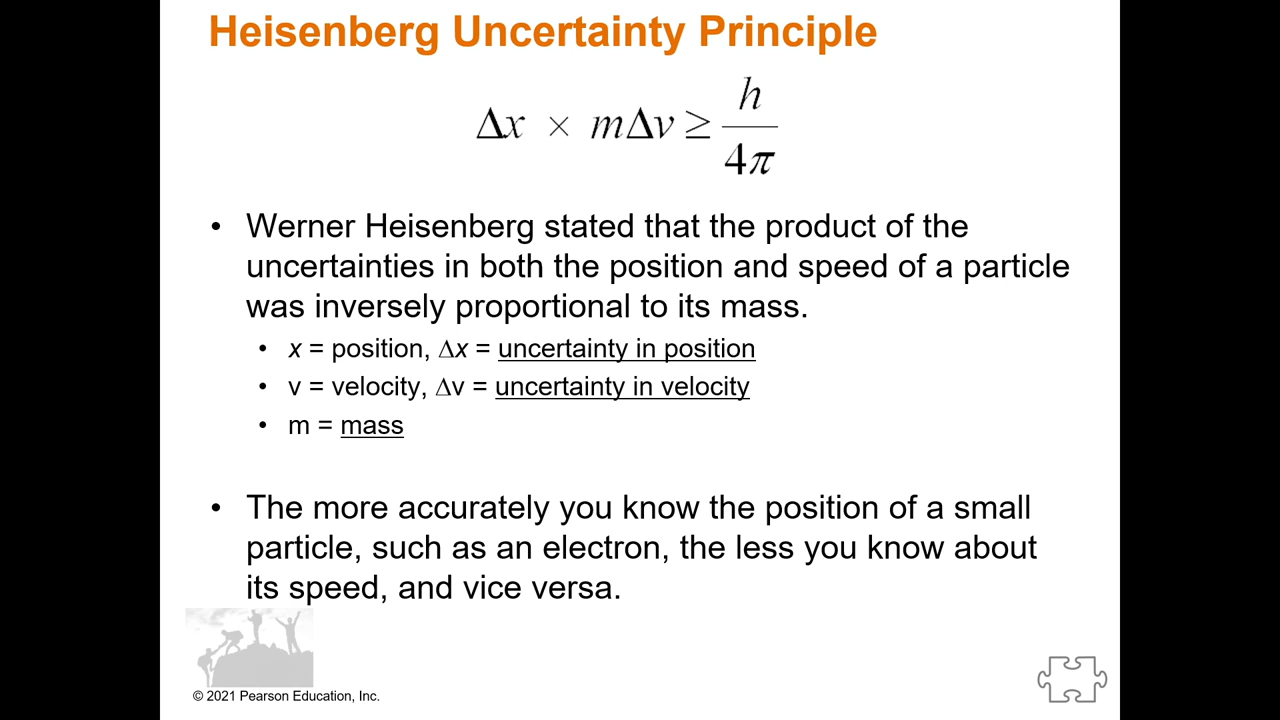 Heisenberg Uncertainty Principle
Δx × mΔv ≥ h/4π
• Werner Heisenberg stated that the product of the
uncertainties in both the position and speed of a particle
was inversely proportional to its mass.
• x = position, Δx = uncertainty in position
• v = velocity, Δv = uncertainty in velocity
• m = mass
• The more accurately you know the position of a small
particle, such as an electron, the less you know about
its speed, and vice versa.
© 2021 Pearson Education, Inc.